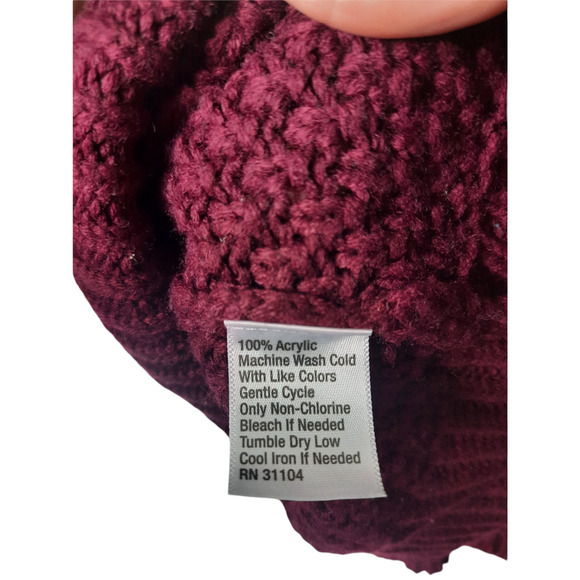 100% Acrylic
Machine Wash Cold
With Like Colors
Gentle Cycle
Only Non-Chlorine
Bleach If Needed
Tumble Dry Low
Cool Iron If Needed
RN 31104